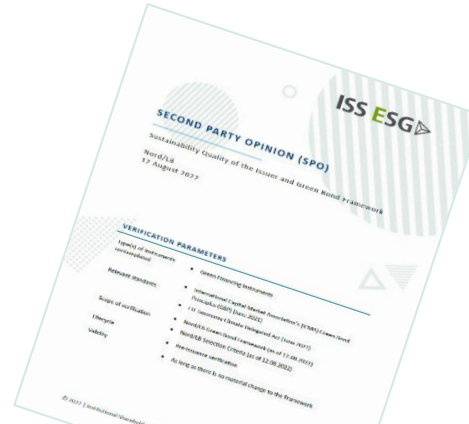 ISS ESG
SECOND PARTY OPINION (SPO)
Sustainability Quality of the Issuer and Green Bond Framework
Nord/LB
17 August 2022
VERIFICATION PARAMETERS
Type(s) of instruments
contemplated
• Green Financing Instruments
Relevant standards
• International Capital Market Association's (ICMA) Green Bond
Principles (GBP) (June 2021)
• EU Taxonomy Climate Delegated Act (June 2021)
Scope of verification
• Nord/LB Green Bond Framework (as of 12.08.2022)
• Nord/LB Selection Criteria (as of 12.08.2022)
Lifecycle
• Pre-issuance verification
Validity
• As long as there is no material change to the Framework
© 2022 | Institutional